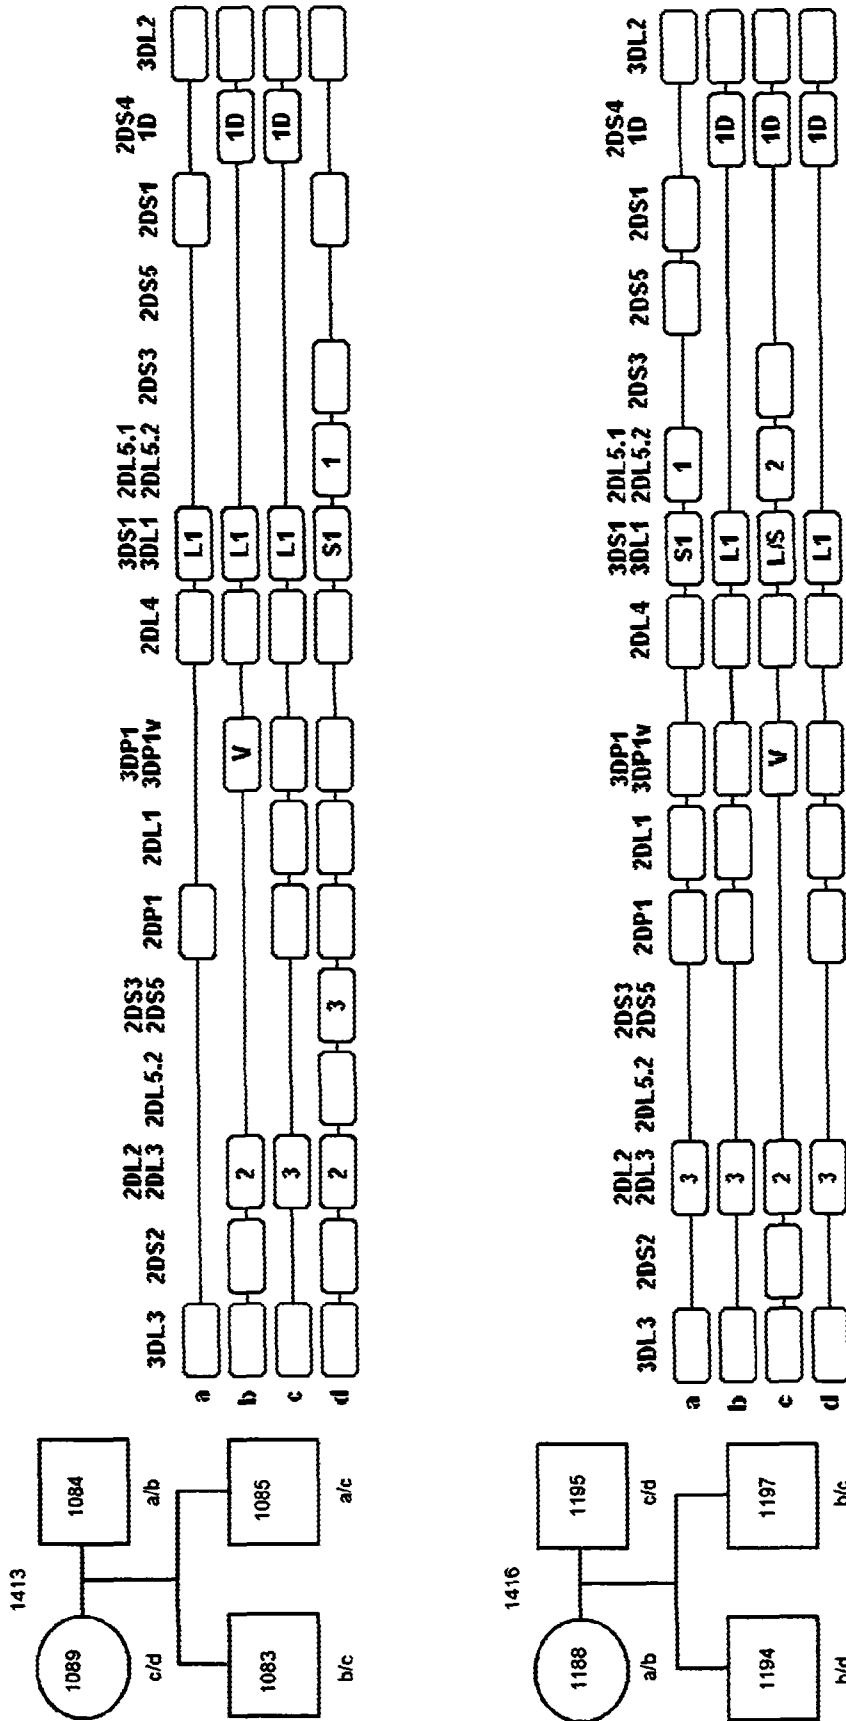 1413
1089
1084
c/d
a/b
1083
1085
b/c
a/c
3DL3
2DS2
2DL2
2DL3
2DL5.2
2DS3
2DS5
2DP1
2DL1
3DP1
3DP1v
2DL4
3DS1
3DL1
2DL5.1
2DL5.2
2DS3
2DS5
2DS1
2DS4
1D
3DL2
a L1
b 2 V L1 1D
c 3 L1 1D
d 2 3 S1 1
1416
1188
1195
a/b
c/d
1194
1197
b/d
b/c
3DL3
2DS2
2DL2
2DL3
2DL5.2
2DS3
2DS5
2DP1
2DL1
3DP1
3DP1v
2DL4
3DS1
3DL1
2DL5.1
2DL5.2
2DS3
2DS5
2DS1
2DS4
1D
3DL2
a 3 S1 1
b 3 L1 1D
c 2 V L/S 2 1D
d 3 L1 1D